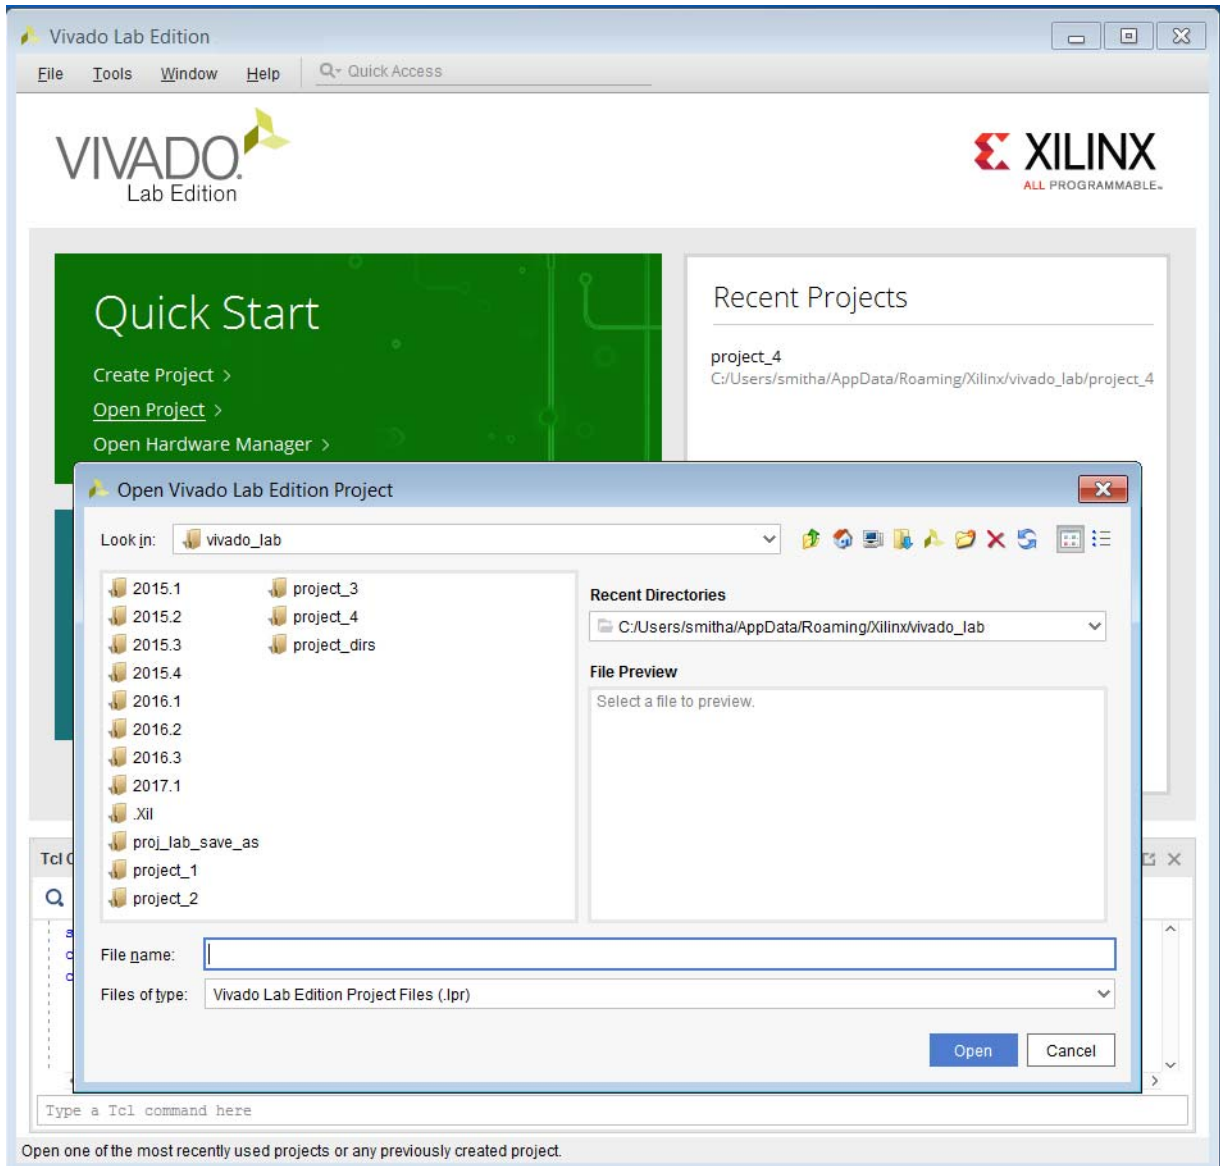 Vivado Lab Edition
File Tools Window Help Quick Access
VIVADO.
Lab Edition
XILINX
ALL PROGRAMMABLE™
Quick Start
Create Project >
Open Project >
Open Hardware Manager >
Recent Projects
project_4
C:/Users/smitha/AppData/Roaming/Xilinx/vivado_lab/project_4
Open Vivado Lab Edition Project
Look in: vivado_lab
2015.1
2015.2
2015.3
2015.4
2016.1
2016.2
2016.3
2017.1
.Xil
proj_lab_save_as
project_1
project_2
project_3
project_4
project_dirs
Recent Directories
C:/Users/smitha/AppData/Roaming/Xilinx/vivado_lab
File Preview
Select a file to preview.
File name:
Files of type: Vivado Lab Edition Project Files (.lpr)
Open Cancel
Tcl
Type a Tcl command here
Open one of the most recently used projects or any previously created project.